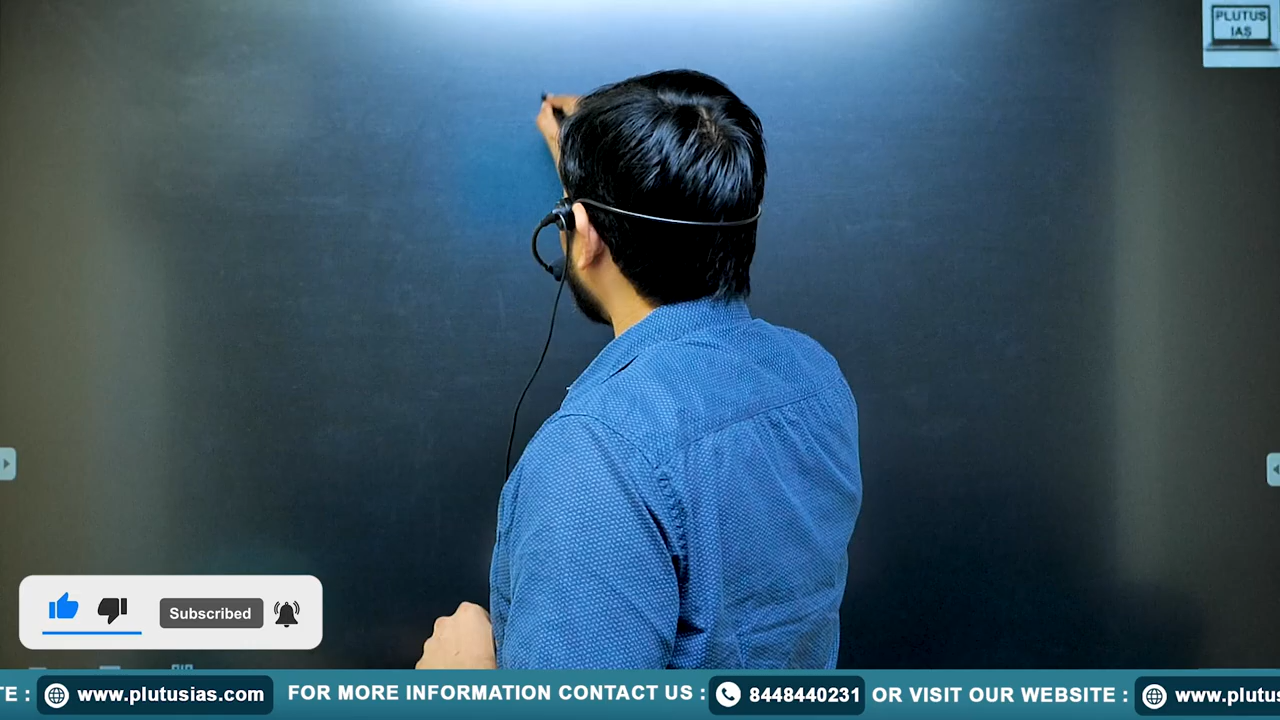 PLUTUS
IAS
Subscribed
TE : www.plutusias.com FOR MORE INFORMATION CONTACT US : 8448440231 OR VISIT OUR WEBSITE : www.plutus